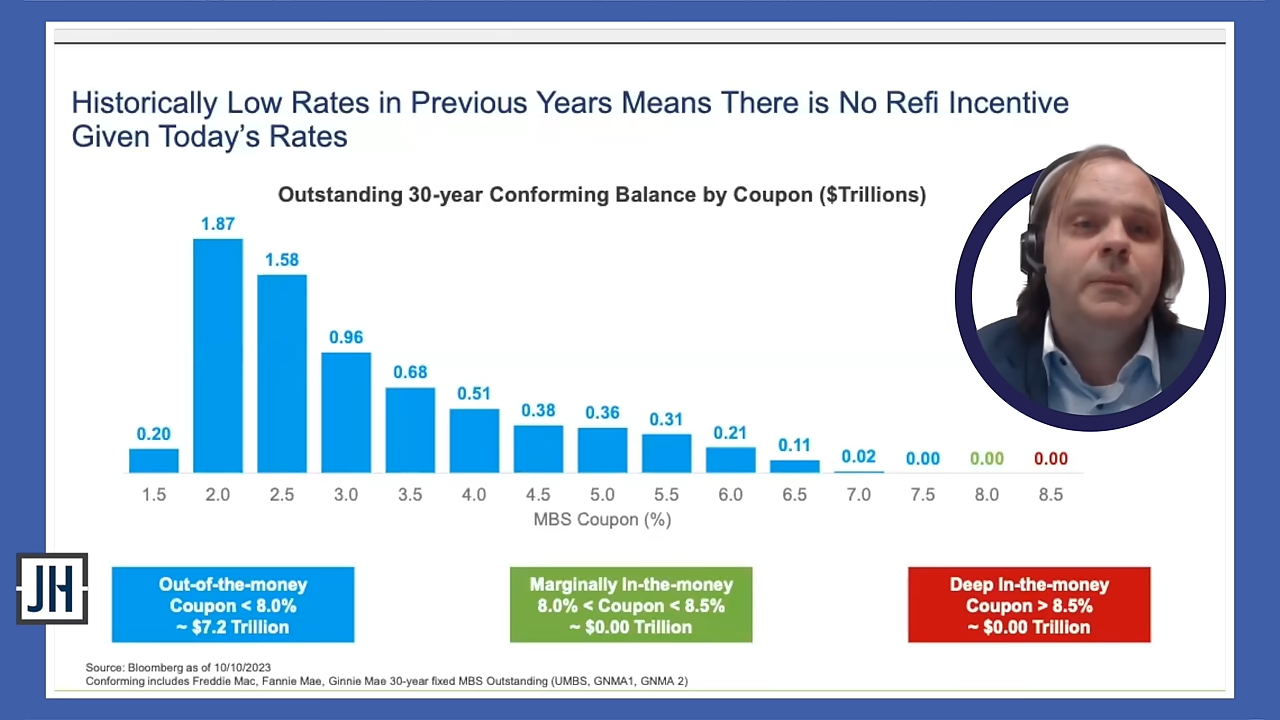 Historically Low Rates in Previous Years Means There is No Refi Incentive
Given Today's Rates
Outstanding 30-year Conforming Balance by Coupon ($Trillions)
1.87
1.58
0.96
0.68
0.51
0.38
0.36
0.31
0.20
0.21
0.11
0.02
0.00
0.00
0.00
1.5 2.0 2.5 3.0 3.5 4.0 4.5 5.0 5.5 6.0 6.5 7.0 7.5 8.0 8.5
MBS Coupon (%)
JH
Out-of-the-money
Coupon < 8.0%
~ $7.2 Trillion
Marginally In-the-money
8.0% < Coupon < 8.5%
~ $0.00 Trillion
Deep In-the-money
Coupon > 8.5%
~ $0.00 Trillion
Source: Bloomberg as of 10/10/2023
Conforming includes Freddie Mac, Fannie Mae, Ginnie Mae 30-year fixed MBS Outstanding (UMBS, GNMA1, GNMA 2)